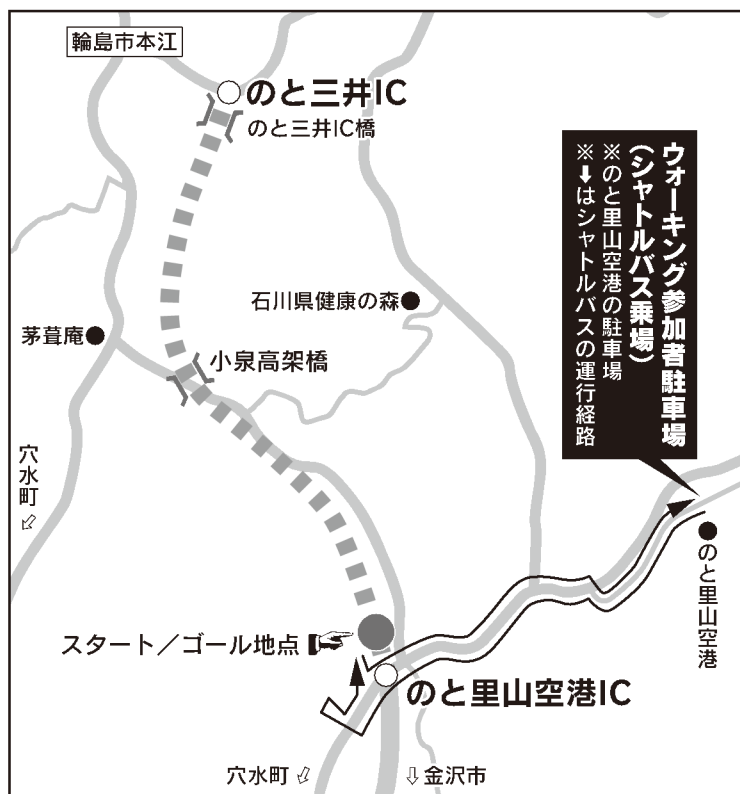 輪島市本江
のと三井IC
のと三井IC橋
ウォーキング参加者駐車場
(シャトルバス乗場)
※のと里山空港の駐車場
※⬇はシャトルバスの運行経路
石川県健康の森
茅葺庵
小泉高架橋
穴水町
のと里山空港
スタート/ゴール地点
のと里山空港IC
穴水町
金沢市